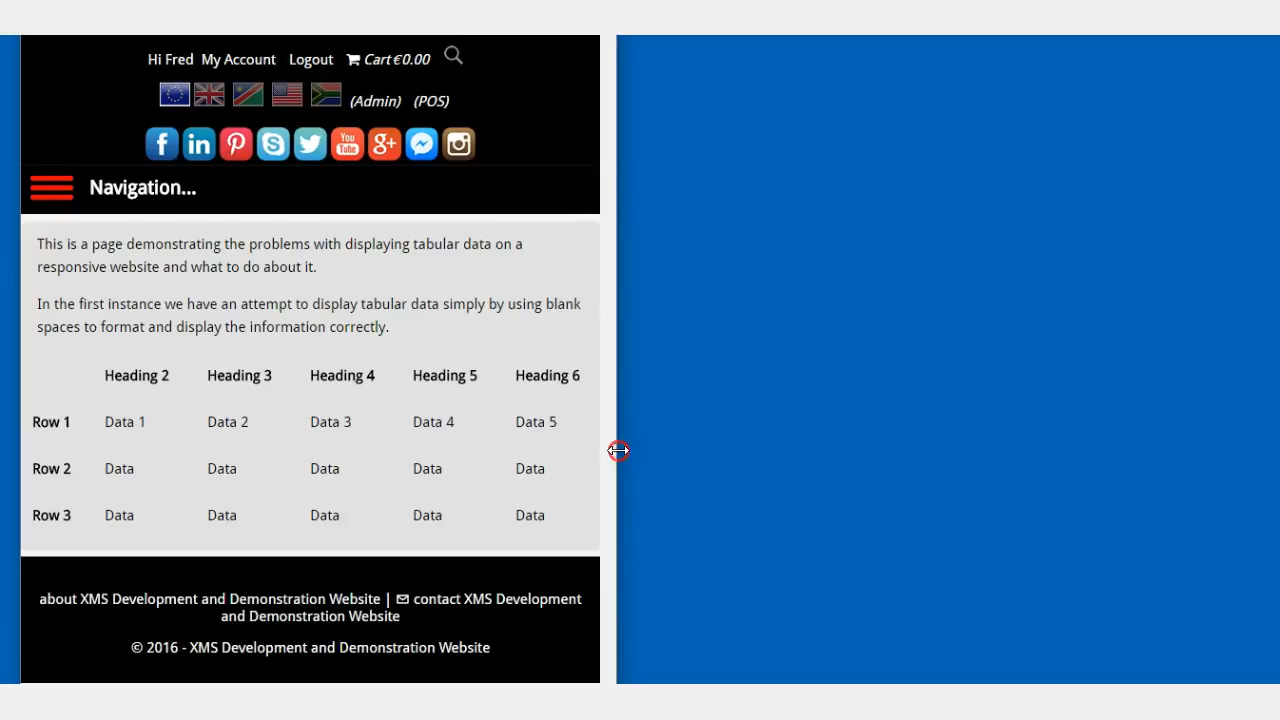 Hi Fred My Account Logout Cart €0.00
(Admin) (POS)
f in You Tube g+
Navigation...
This is a page demonstrating the problems with displaying tabular data on a
responsive website and what to do about it.
In the first instance we have an attempt to display tabular data simply by using blank
spaces to format and display the information correctly.
Heading 2 Heading 3 Heading 4 Heading 5 Heading 6
Row 1 Data 1 Data 2 Data 3 Data 4 Data 5
Row 2 Data Data Data Data Data
Row 3 Data Data Data Data Data
about XMS Development and Demonstration Website | contact XMS Development
and Demonstration Website
© 2016 - XMS Development and Demonstration Website